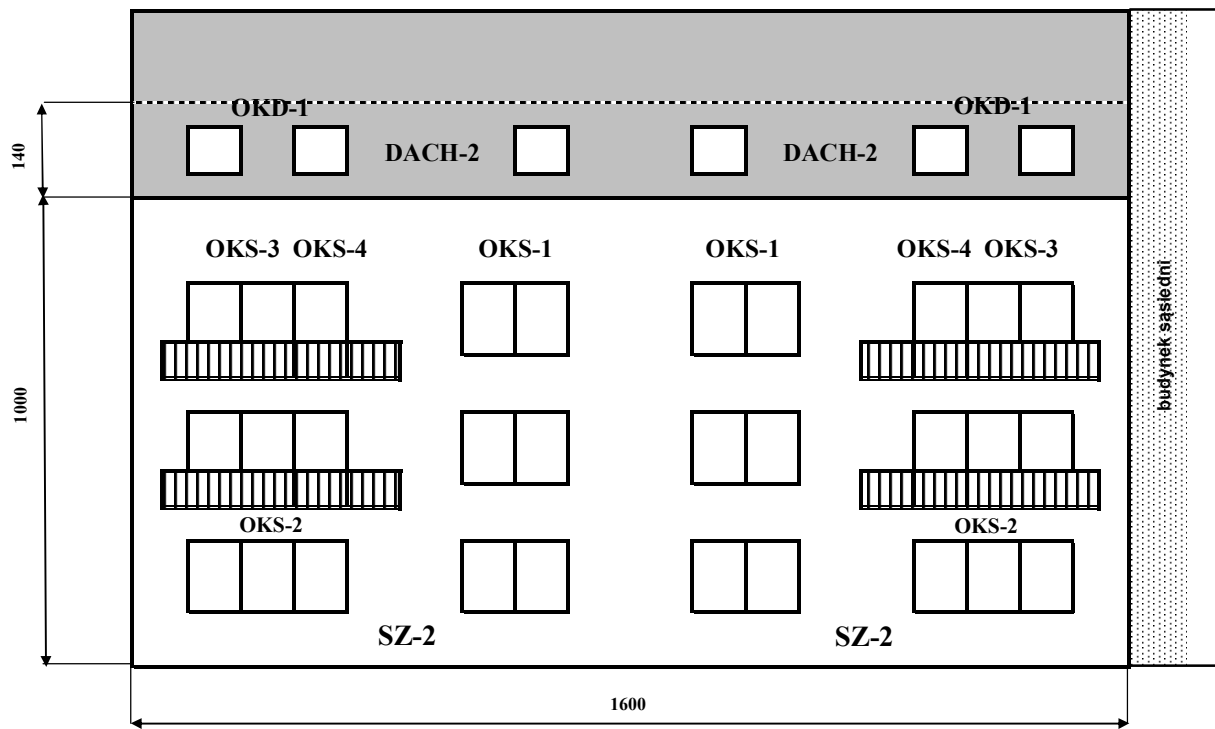 OKD-1 OKD-1
140
DACH-2 DACH-2
OKS-3 OKS-4 OKS-1 OKS-1 OKS-4 OKS-3
budynek sąsiedni
1000
OKS-2 OKS-2
SZ-2 SZ-2
1600